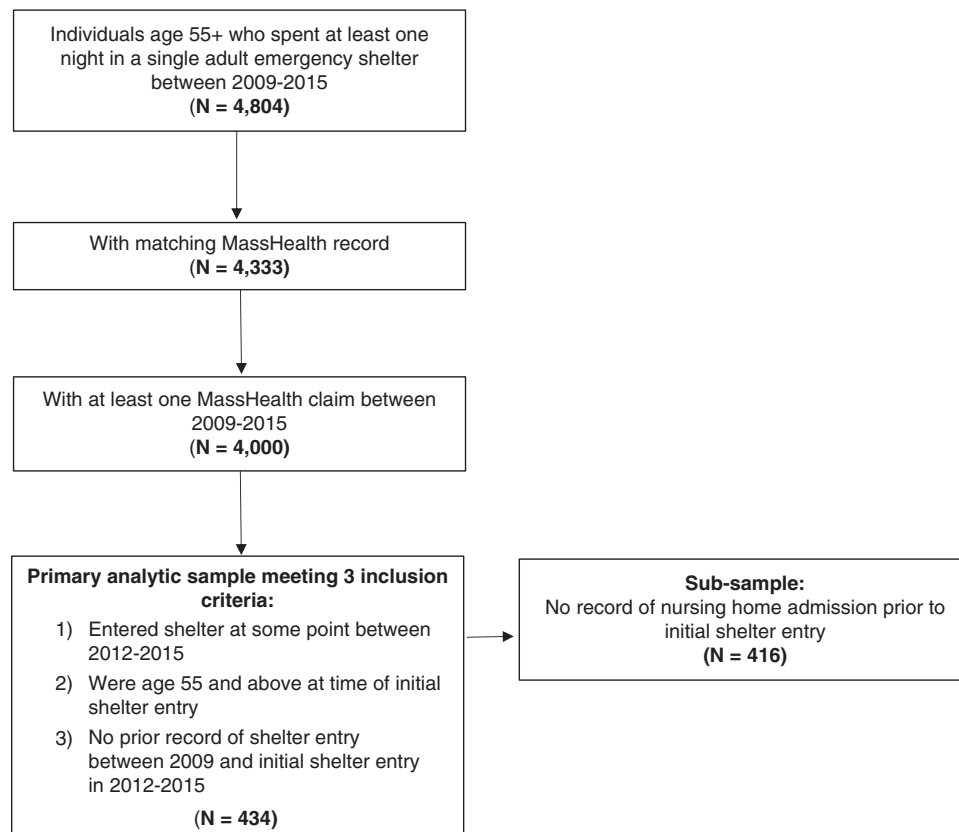 Individuals age 55+ who spent at least one
night in a single adult emergency shelter
between 2009-2015
(N = 4,804)
With matching MassHealth record
(N = 4,333)
With at least one MassHealth claim between
2009-2015
(N = 4,000)
Primary analytic sample meeting 3 inclusion
criteria:
1) Entered shelter at some point between
2012-2015
2) Were age 55 and above at time of initial
shelter entry
3) No prior record of shelter entry
between 2009 and initial shelter entry
in 2012-2015
(N = 434)
Sub-sample:
No record of nursing home admission prior to
initial shelter entry
(N = 416)